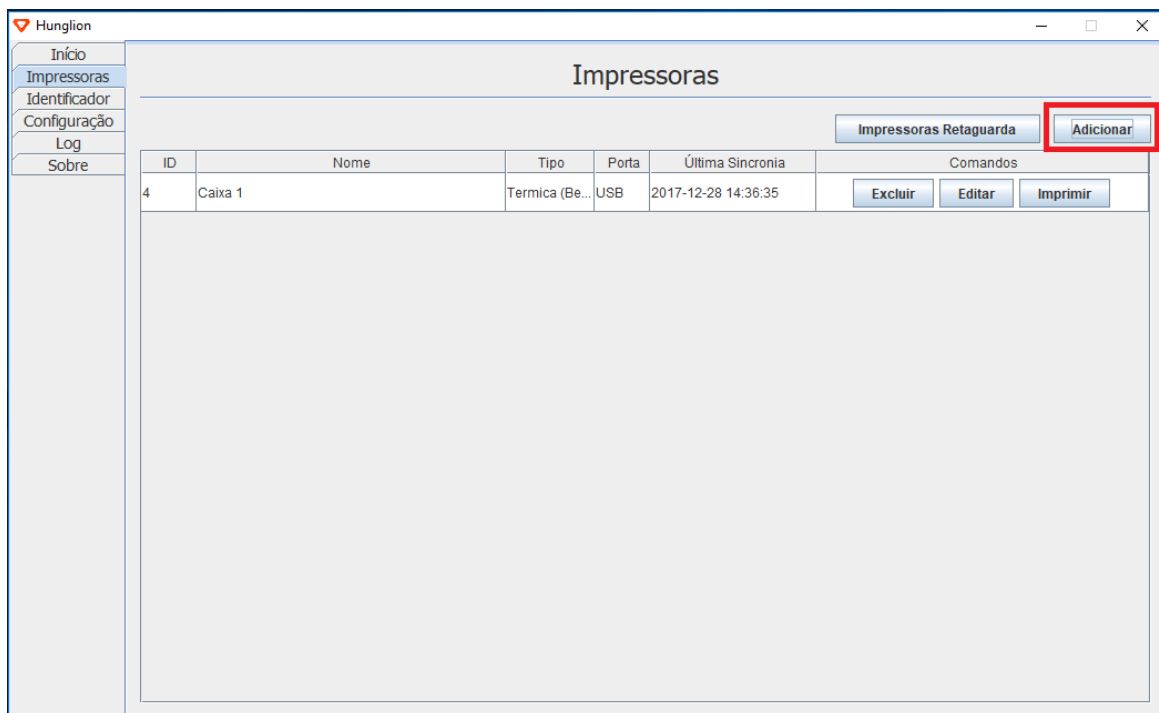 Hunglion
Início
Impressoras
Identificador
Configuração
Log
Sobre
Impressoras
Impressoras Retaguarda Adicionar
ID Nome Tipo Porta Última Sincronia Comandos
4 Caixa 1 Termica (Be... USB 2017-12-28 14:36:35 Excluir Editar Imprimir